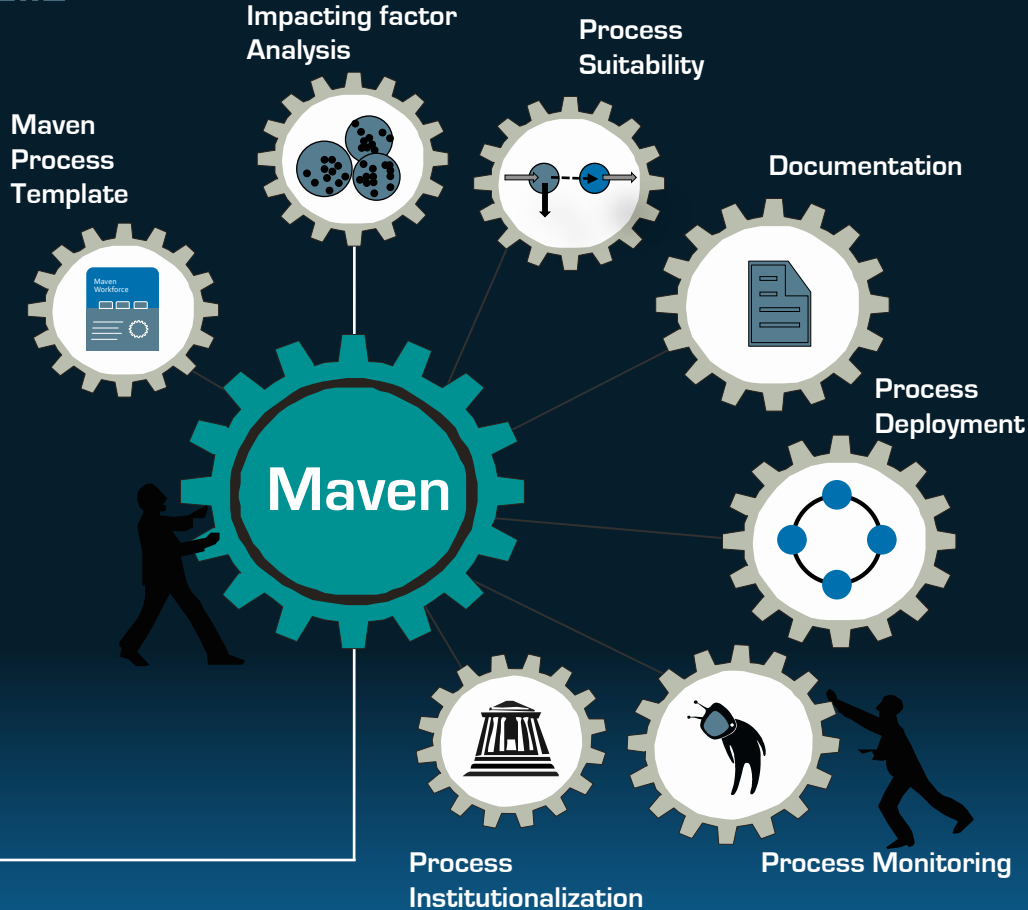 Impacting factor
Analysis
Process
Suitability
Maven
Process
Template
Documentation
Maven
Workforce
Process
Deployment
Maven
Process
Institutionalization
Process Monitoring